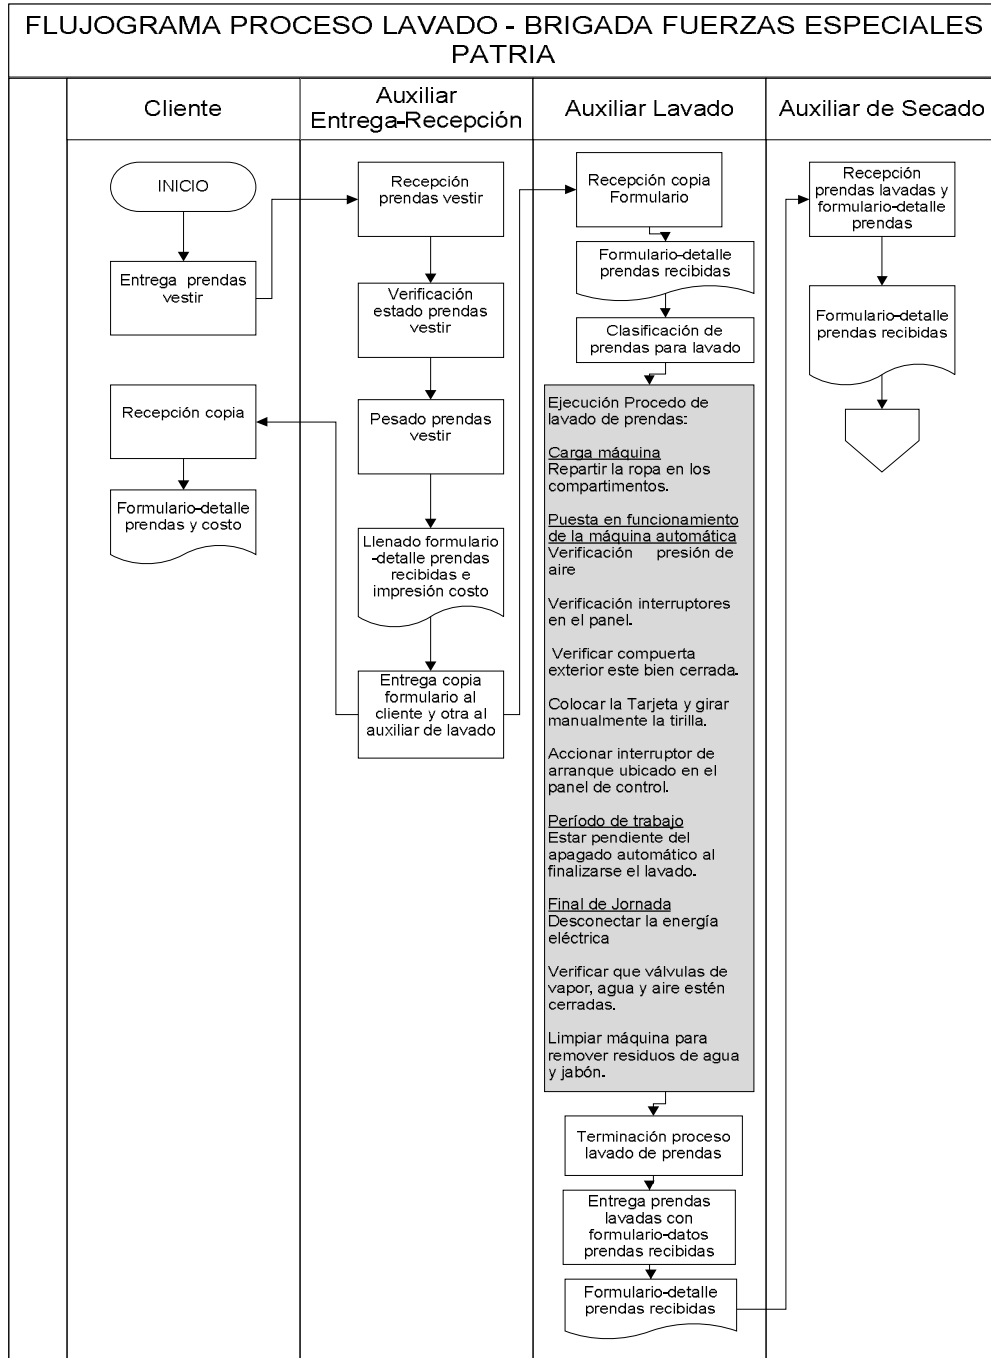 FLUJOGRAMA PROCESO LAVADO - BRIGADA FUERZAS ESPECIALES
PATRIA
Cliente
Auxiliar
Entrega-Recepción
Auxiliar Lavado
Auxiliar de Secado
INICIO
Entrega prendas
vestir
Recepción copia
Formulario-detalle
prendas y costo
Recepción
prendas vestir
Verificación
estado prendas
vestir
Pesado prendas
vestir
Llenado formulario
-detalle prendas
recibidas e
impresión costo
Entrega copia
formulario al
cliente y otra al
auxiliar de lavado
Recepción copia
Formulario
Formulario-detalle
prendas recibidas
Clasificación de
prendas para lavado
Ejecución Procedo de
lavado de prendas:
Carga máquina
Repartir la ropa en los
compartimentos.
Puesta en funcionamiento
de la máquina automática
Verificación presión de
aire
Verificación interruptores
en el panel.
Verificar compuerta
exterior este bien cerrada.
Colocar la Tarjeta y girar
manualmente la tirilla.
Accionar interruptor de
arranque ubicado en el
panel de control.
Período de trabajo
Estar pendiente del
apagado automático al
finalizarse el lavado.
Final de Jornada
Desconectar la energía
eléctrica
Verificar que válvulas de
vapor, agua y aire estén
cerradas.
Limpiar máquina para
remover residuos de agua
y jabón.
Terminación proceso
lavado de prendas
Entrega prendas
lavadas con
formulario-datos
prendas recibidas
Formulario-detalle
prendas recibidas
Recepción
prendas lavadas y
formulario-detalle
prendas
Formulario-detalle
prendas recibidas